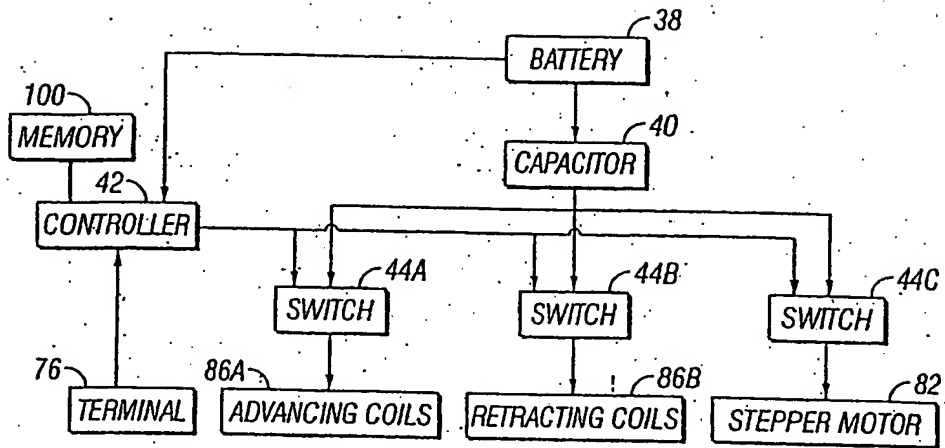 38
BATTERY
100
MEMORY
40
CAPACITOR
42
CONTROLLER
44A
SWITCH
44B
SWITCH
44C
SWITCH
76
TERMINAL
86A
ADVANCING COILS
86B
RETRACTING COILS
82
STEPPER MOTOR